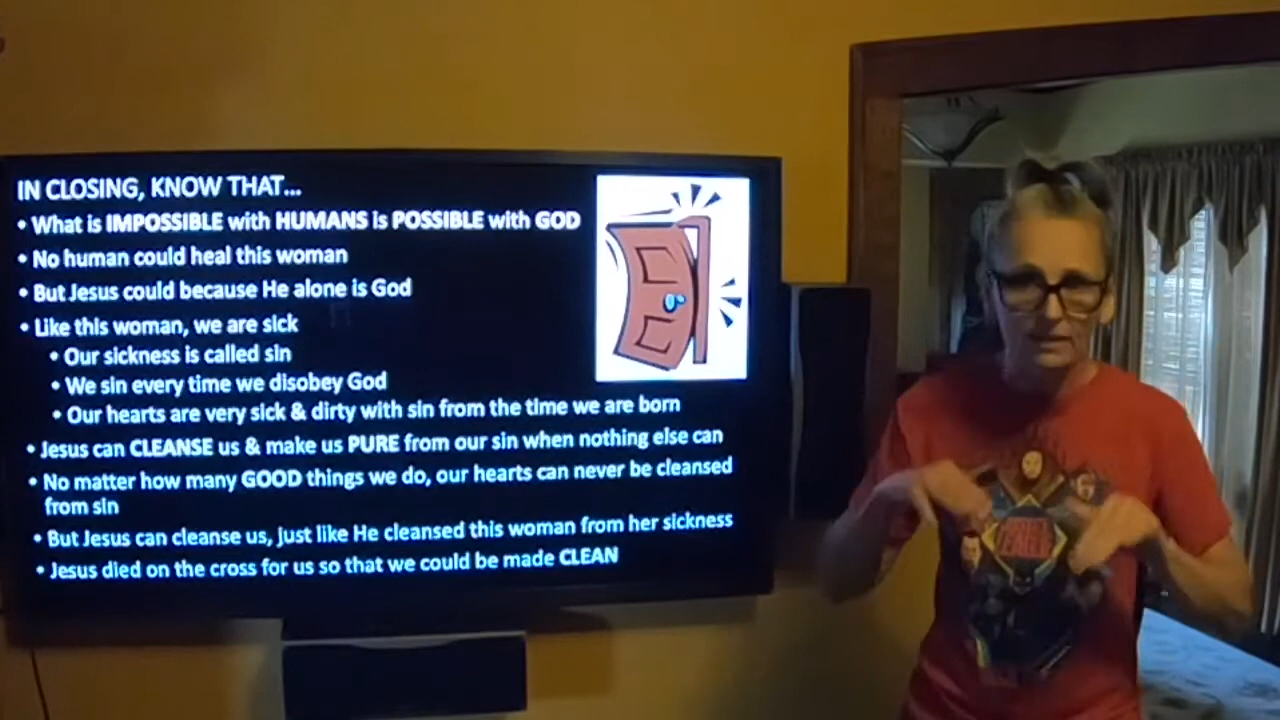 IN CLOSING, KNOW THAT...
• What is IMPOSSIBLE with HUMANS is POSSIBLE with GOD
• No human could heal this woman
• But Jesus could because He alone is God
• Like this woman, we are sick
• Our sickness is called sin
• We sin every time we disobey God
• Our hearts are very sick & dirty with sin from the time we are born
• Jesus can CLEANSE us & make us PURE from our sin when nothing else can
• No matter how many GOOD things we do, our hearts can never be cleansed
from sin
• But Jesus can cleanse us, just like He cleansed this woman from her sickness
• Jesus died on the cross for us so that we could be made CLEAN